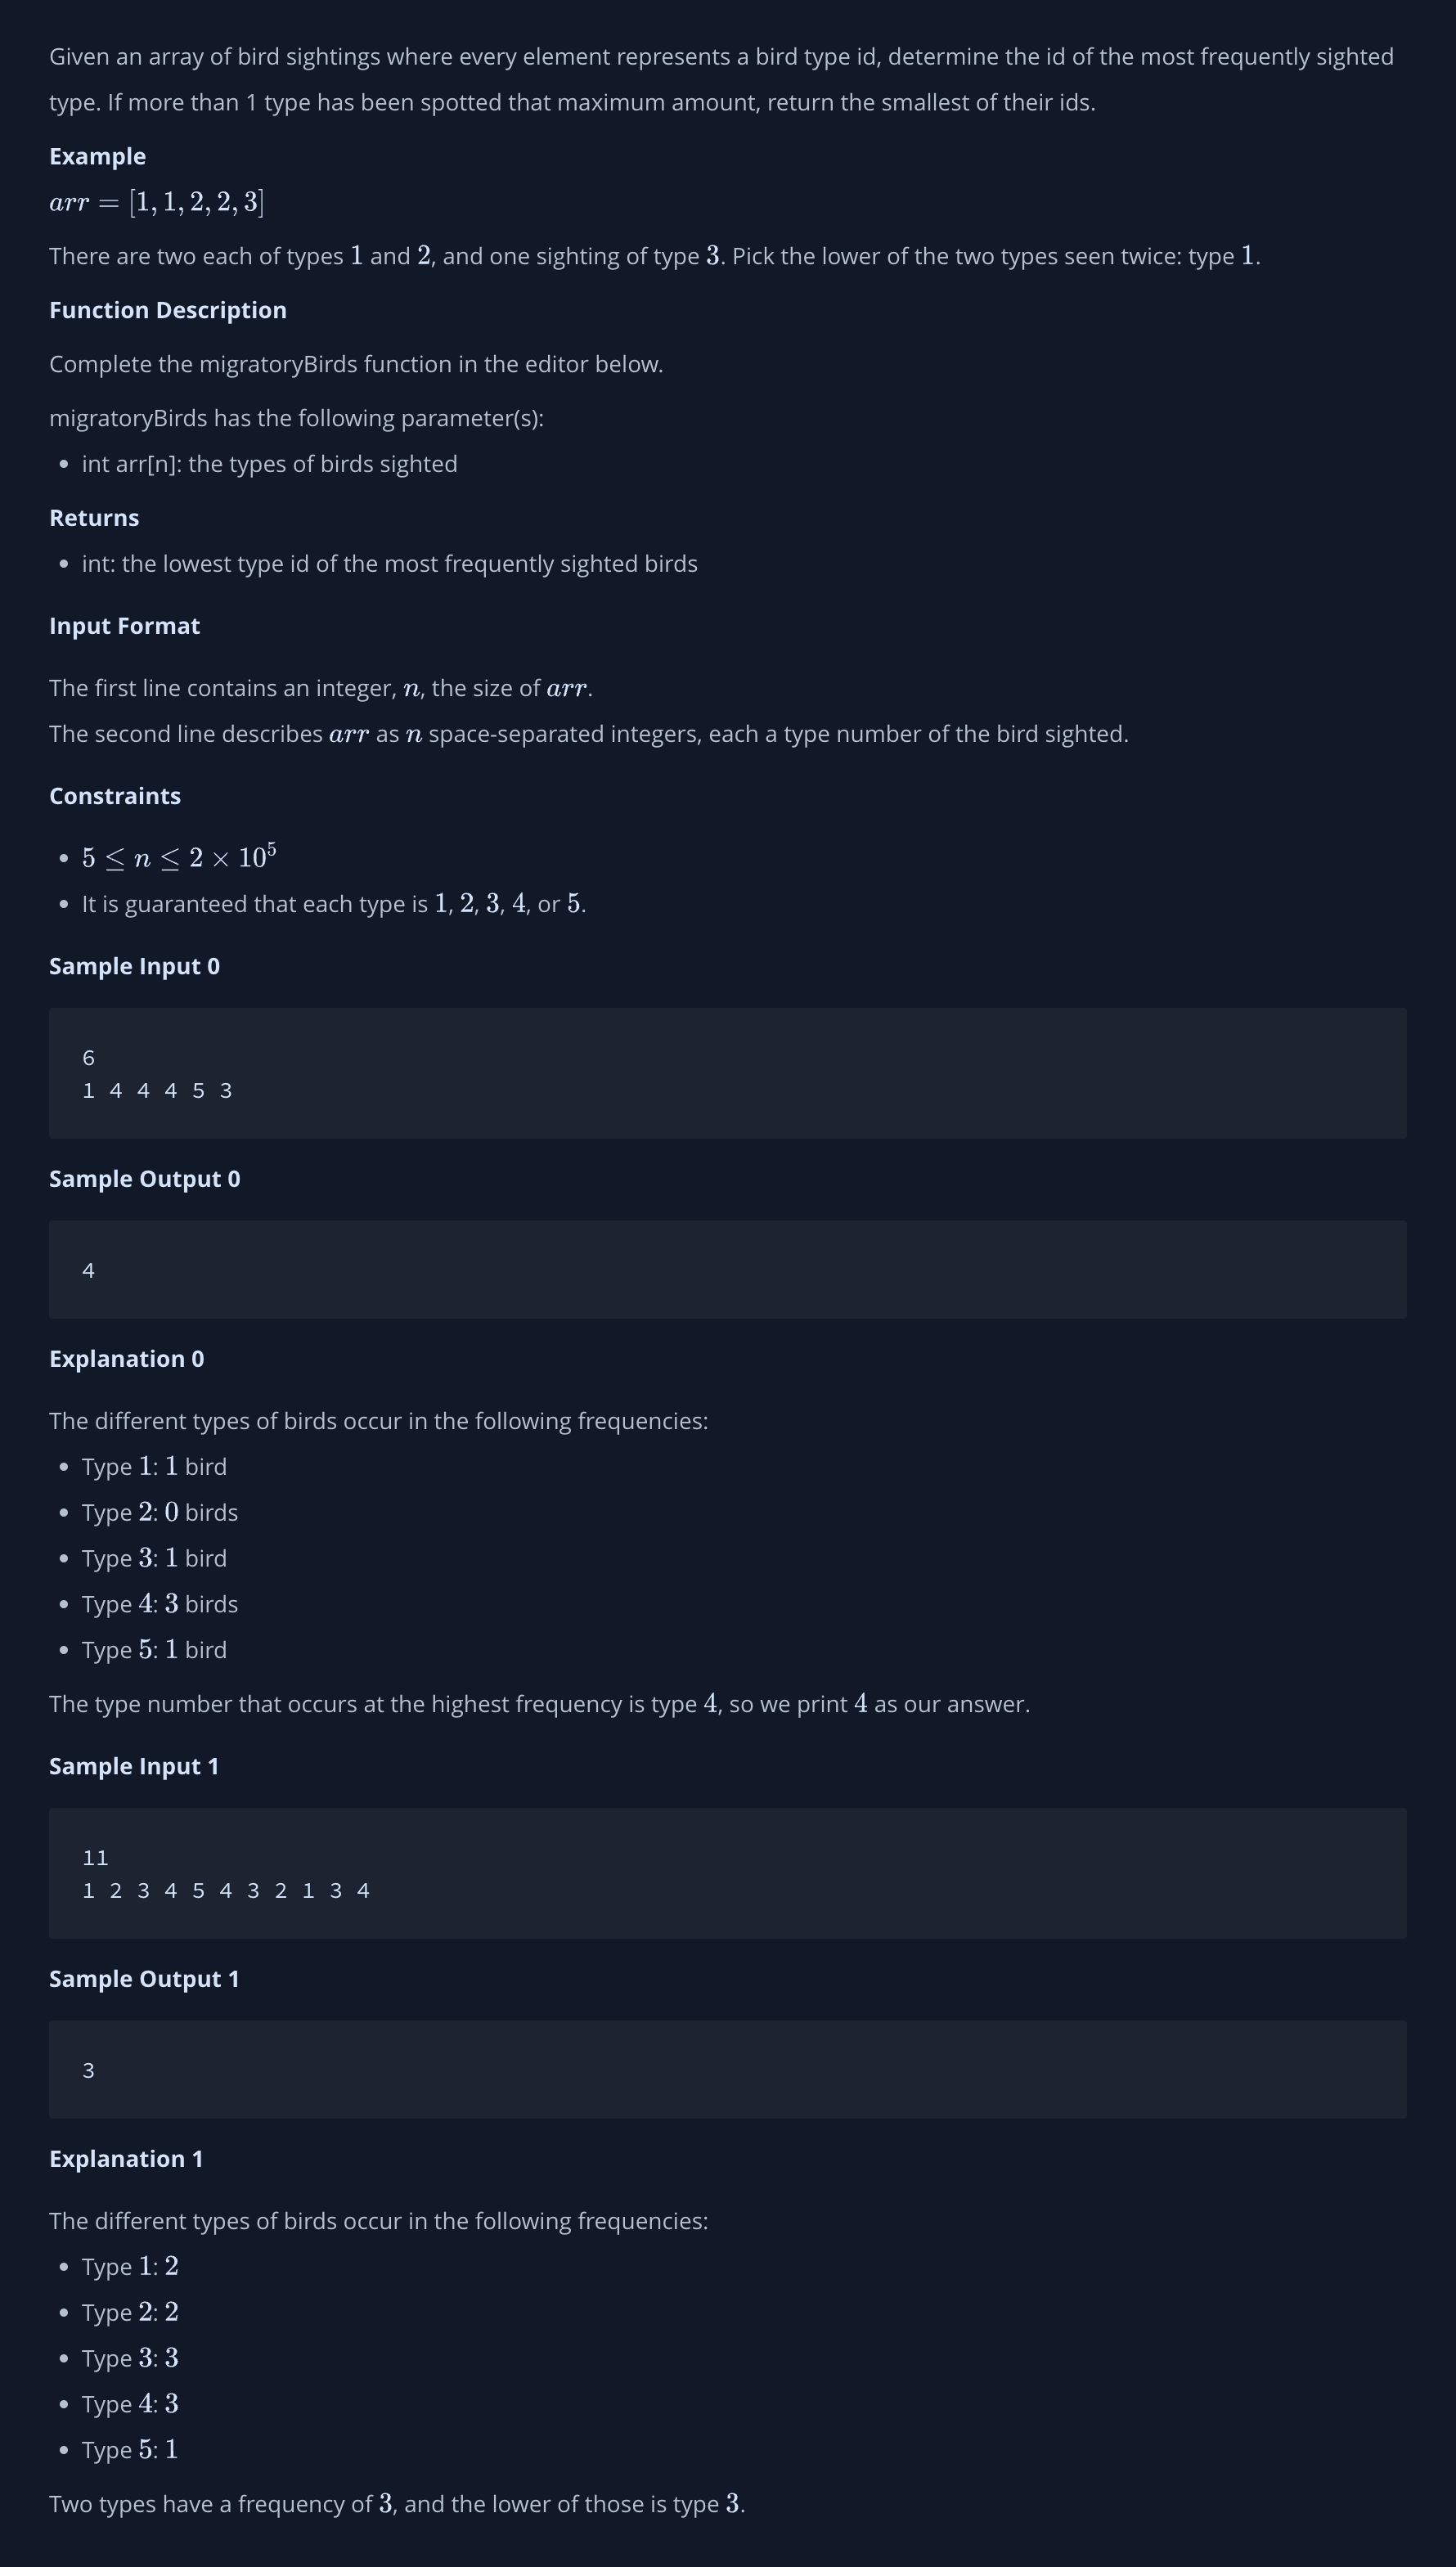 Given an array of bird sightings where every element represents a bird type id, determine the id of the most frequently sighted
type. If more than 1 type has been spotted that maximum amount, return the smallest of their ids.
Example
arr = [1, 1, 2, 2, 3]
There are two each of types 1 and 2, and one sighting of type 3. Pick the lower of the two types seen twice: type 1.
Function Description
Complete the migratoryBirds function in the editor below.
migratoryBirds has the following parameter(s):
• int arr[n]: the types of birds sighted
Returns
• int: the lowest type id of the most frequently sighted birds
Input Format
The first line contains an integer, n, the size of arr.
The second line describes arr as n space-separated integers, each a type number of the bird sighted.
Constraints
• 5 ≤ n ≤ 2 × 10⁵
• It is guaranteed that each type is 1, 2, 3, 4, or 5.
Sample Input 0
6
1 4 4 4 5 3
Sample Output 0
4
Explanation 0
The different types of birds occur in the following frequencies:
• Type 1: 1 bird
• Type 2: 0 birds
• Type 3: 1 bird
• Type 4: 3 birds
• Type 5: 1 bird
The type number that occurs at the highest frequency is type 4, so we print 4 as our answer.
Sample Input 1
11
1 2 3 4 5 4 3 2 1 3 4
Sample Output 1
3
Explanation 1
The different types of birds occur in the following frequencies:
• Type 1: 2
• Type 2: 2
• Type 3: 3
• Type 4: 3
• Type 5: 1
Two types have a frequency of 3, and the lower of those is type 3.